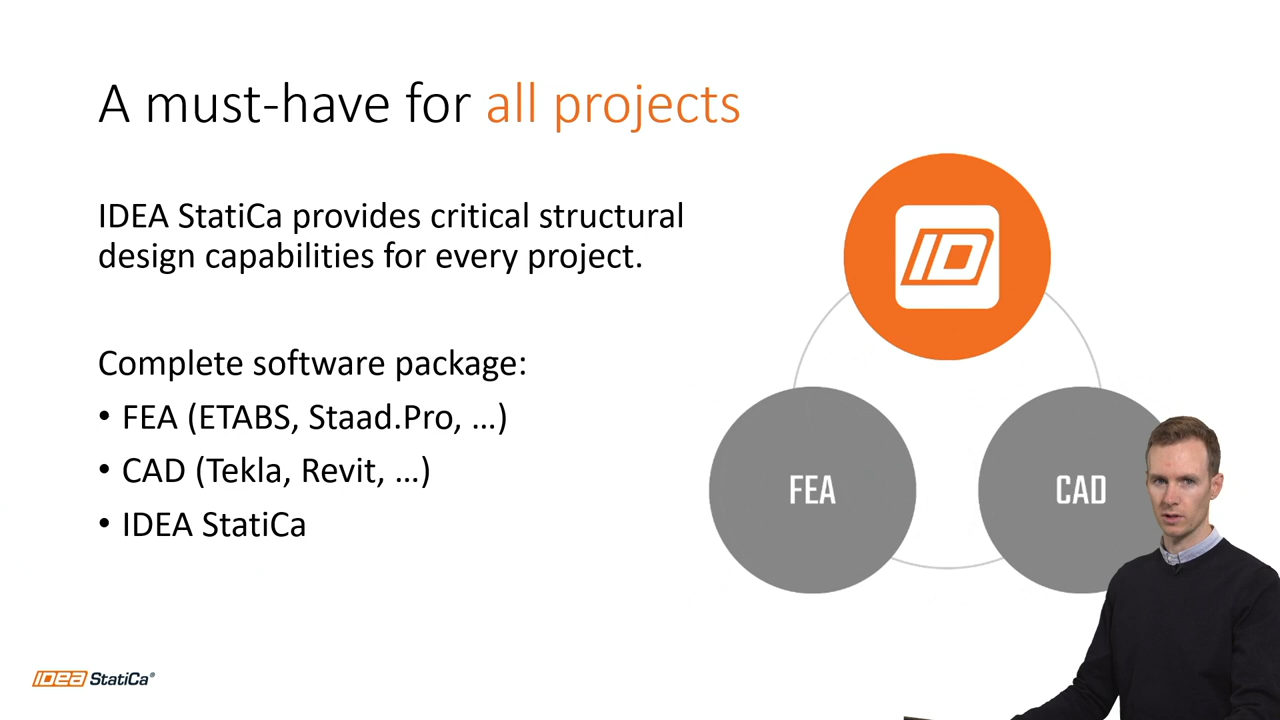 A must-have for all projects
IDEA StatiCa provides critical structural
design capabilities for every project.
Complete software package:
• FEA (ETABS, Staad.Pro, ...)
• CAD (Tekla, Revit, ...)
• IDEA StatiCa
ID
FEA
CAD
IDEA StatiCa®